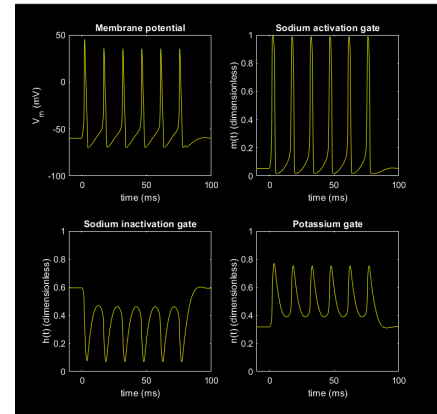 Membrane potential
50
0
-50
-100
V_m (mV)
0
50
100
time (ms)
Sodium activation gate
1
0.8
0.6
0.4
0.2
0
m(t) (dimensionless)
0
50
100
time (ms)
Sodium inactivation gate
1
0.8
0.6
0.4
0.2
0
h(t) (dimensionless)
0
50
100
time (ms)
Potassium gate
1
0.8
0.6
0.4
0.2
0
n(t) (dimensionless)
0
50
100
time (ms)